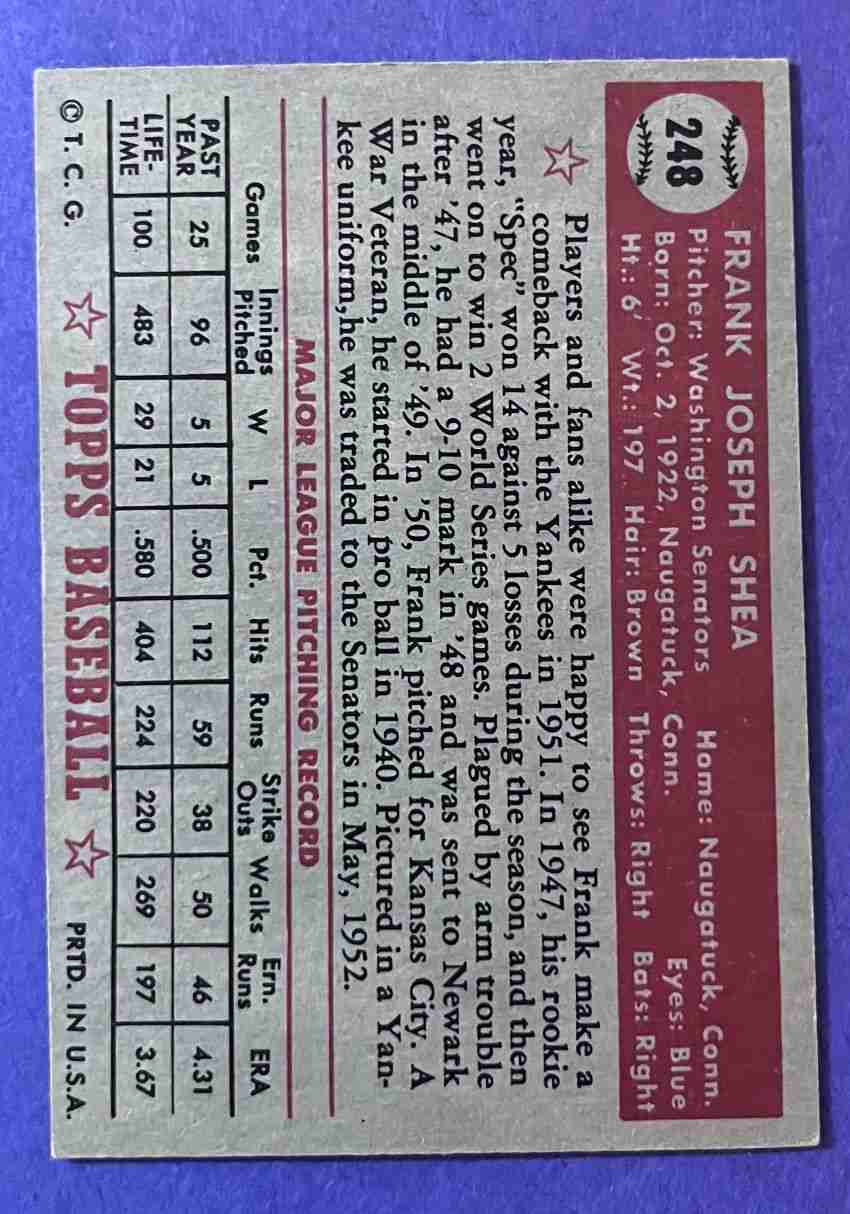 248
FRANK JOSEPH SHEA
Pitcher: Washington Senators Home: Naugatuck, Conn.
Born: Oct. 2, 1922, Naugatuck, Conn. Eyes: Blue
Ht.: 6' Wt.: 197 Hair: Brown Throws: Right Bats: Right
Players and fans alike were happy to see Frank make a
comeback with the Yankees in 1951. In 1947, his rookie
year, "Spec" won 14 against 5 losses during the season, and then
went on to win 2 World Series games. Plagued by arm trouble
after '47, he had a 9-10 mark in '48 and was sent to Newark
in the middle of '49. In '50, Frank pitched for Kansas City. A
War Veteran, he started in pro ball in 1940. Pictured in a Yan-
kee uniform, he was traded to the Senators in May, 1952.
MAJOR LEAGUE PITCHING RECORD
Games Innings Pitched W L Pct. Hits Runs Strike Outs Walks Ern. Runs ERA
PAST YEAR 25 96 5 5 .500 112 59 38 50 46 4.31
LIFE-TIME 100 483 29 21 .580 404 224 220 269 197 3.67
© T. C. G. TOPPS BASEBALL PRTD. IN U.S.A.